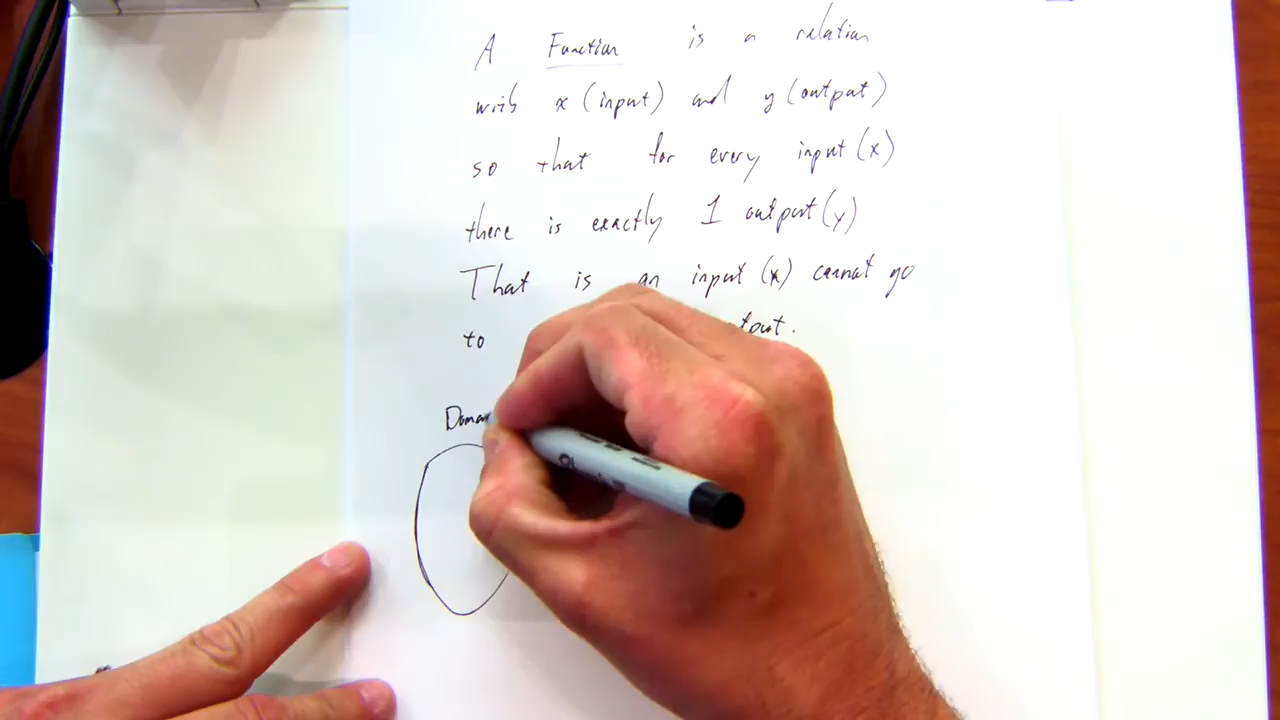 A Function is a relation
with x (input) and y (output)
so that for every input (x)
there is exactly 1 output (y)
That is an input (x) cannot go
to